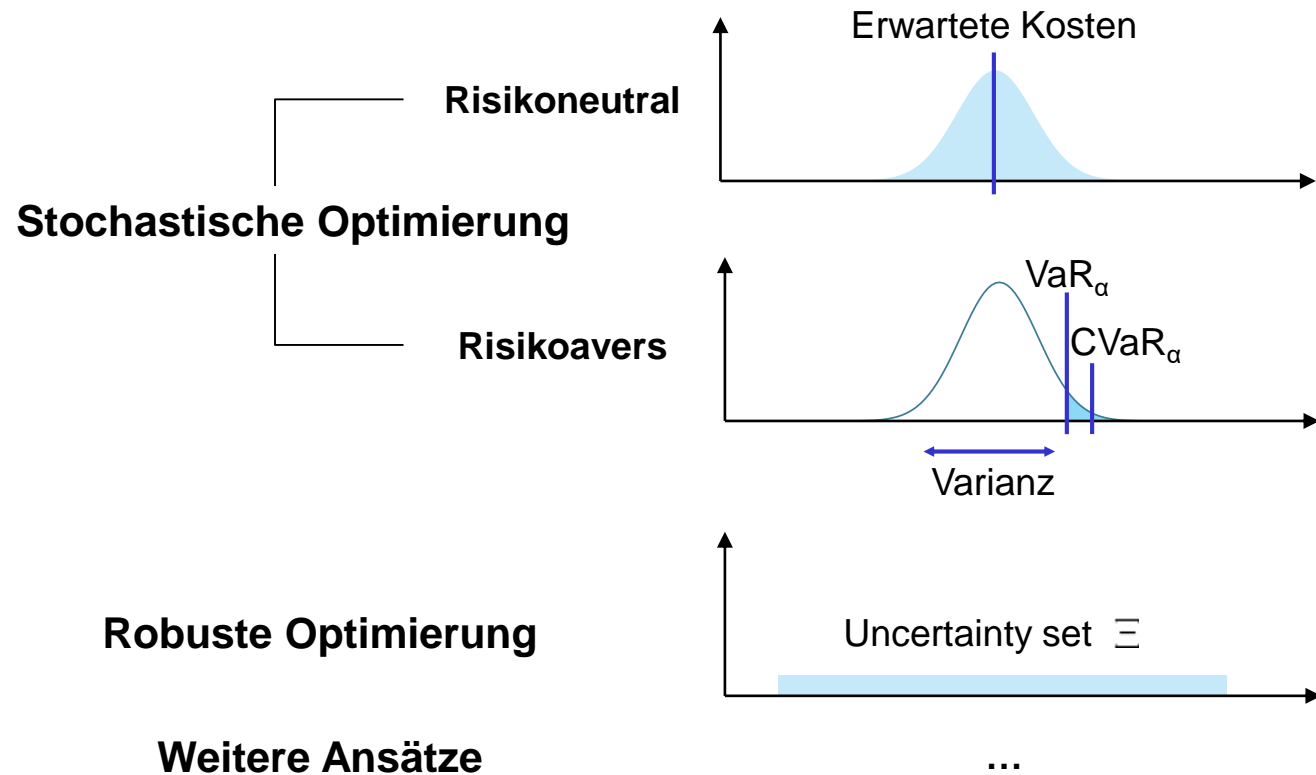 Erwartete Kosten
Risikoneutral
Stochastische Optimierung
VaRα
CVaRα
Risikoavers
Varianz
Robuste Optimierung
Uncertainty set Ξ
Weitere Ansätze
...